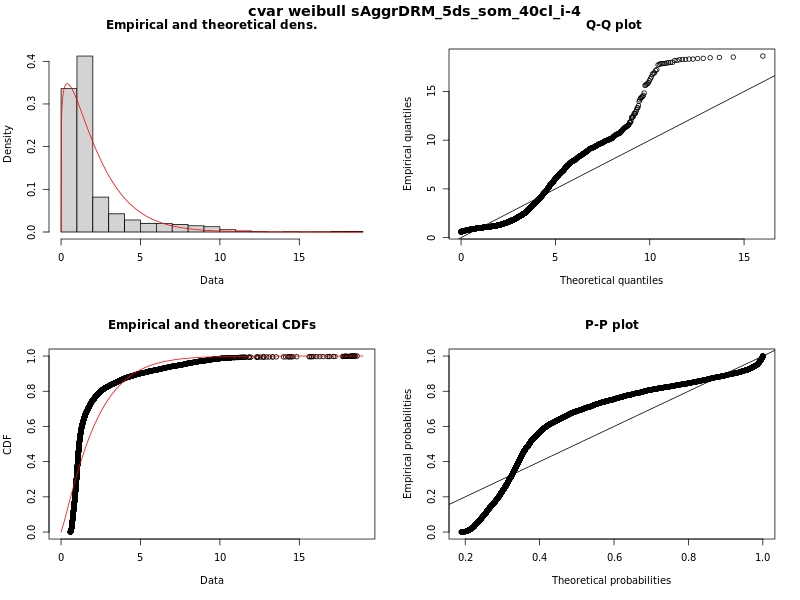 cvar weibull sAggrDRM_5ds_som_40cl_i-4
Empirical and theoretical dens.
Density
0.0 0.1 0.2 0.3 0.4
0 5 10 15
Data
Q-Q plot
Empirical quantiles
0 5 10 15
0 5 10 15
Theoretical quantiles
Empirical and theoretical CDFs
CDF
0.0 0.2 0.4 0.6 0.8 1.0
0 5 10 15
Data
P-P plot
Empirical probabilities
0.0 0.2 0.4 0.6 0.8 1.0
0.2 0.4 0.6 0.8 1.0
Theoretical probabilities